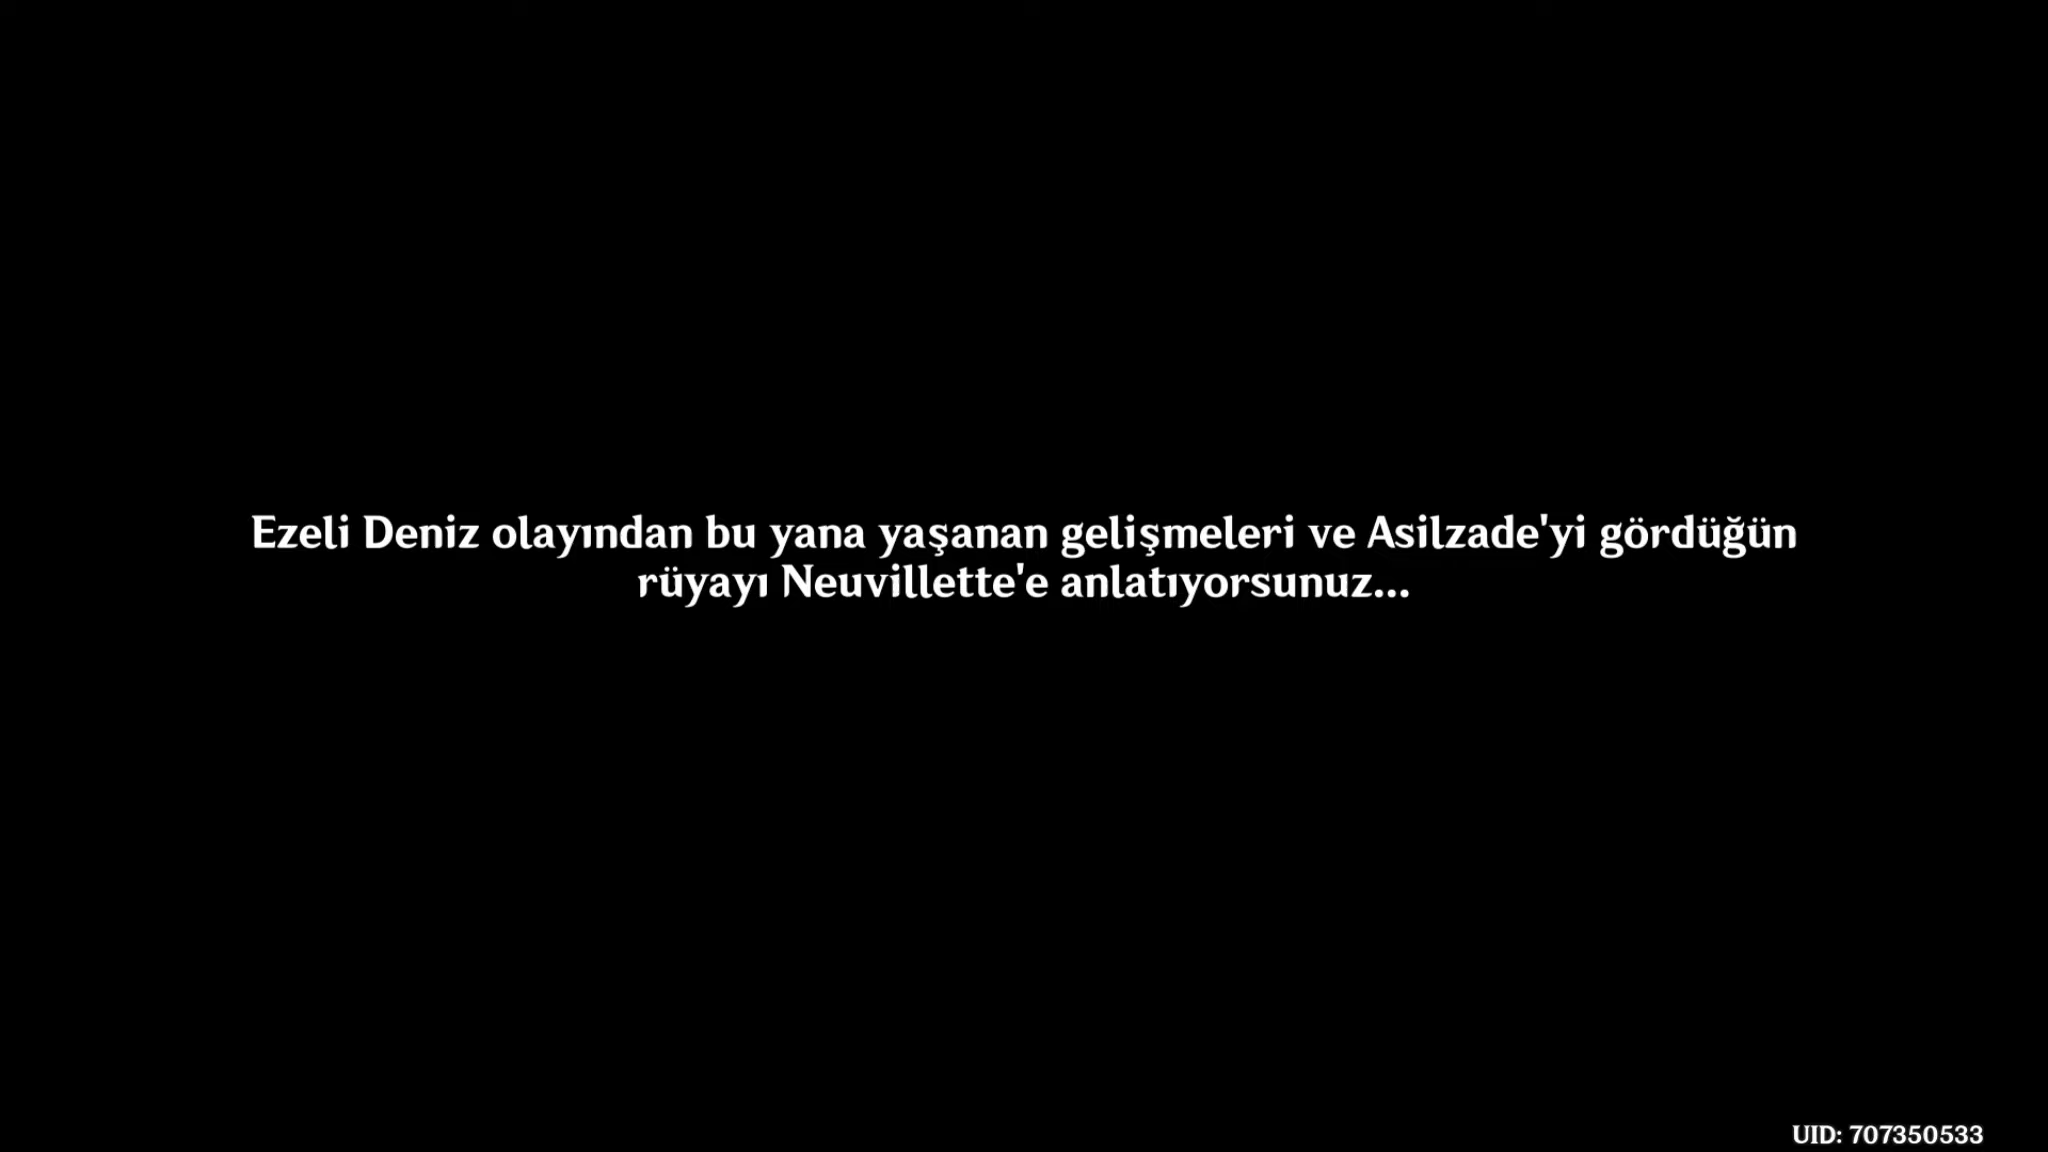 Ezeli Deniz olayından bu yana yaşanan gelişmeleri ve Asilzade'yi gördüğün
rüyayı Neuvillette'e anlatıyorsunuz...
UID: 707350533